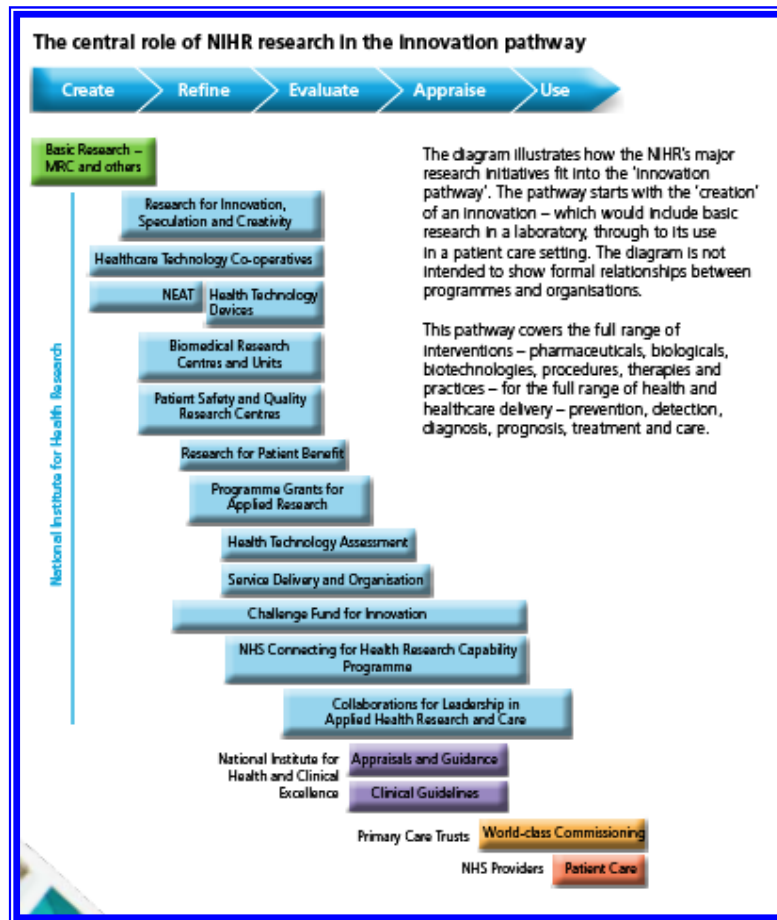 The central role of NIHR research in the innovation pathway
Create Refine Evaluate Appraise Use
Basic Research –
MRC and others
The diagram illustrates how the NIHR's major
research initiatives fit into the 'innovation
pathway'. The pathway starts with the 'creation'
of an innovation – which would include basic
research in a laboratory, through to its use
in a patient care setting. The diagram is not
intended to show formal relationships between
programmes and organisations.
This pathway covers the full range of
interventions – pharmaceuticals, biologicals,
biotechnologies, procedures, therapies and
practices – for the full range of health and
healthcare delivery – prevention, detection,
diagnosis, prognosis, treatment and care.
National Institute for Health Research
Research for Innovation,
Speculation and Creativity
Healthcare Technology Co-operatives
NEAT
Health Technology
Devices
Biomedical Research
Centres and Units
Patient Safety and Quality
Research Centres
Research for Patient Benefit
Programme Grants for
Applied Research
Health Technology Assessment
Service Delivery and Organisation
Challenge Fund for Innovation
NHS Connecting for Health Research Capability
Programme
Collaborations for Leadership in
Applied Health Research and Care
National Institute for
Health and Clinical
Excellence
Appraisals and Guidance
Clinical Guidelines
Primary Care Trusts
World-class Commissioning
NHS Providers
Patient Care